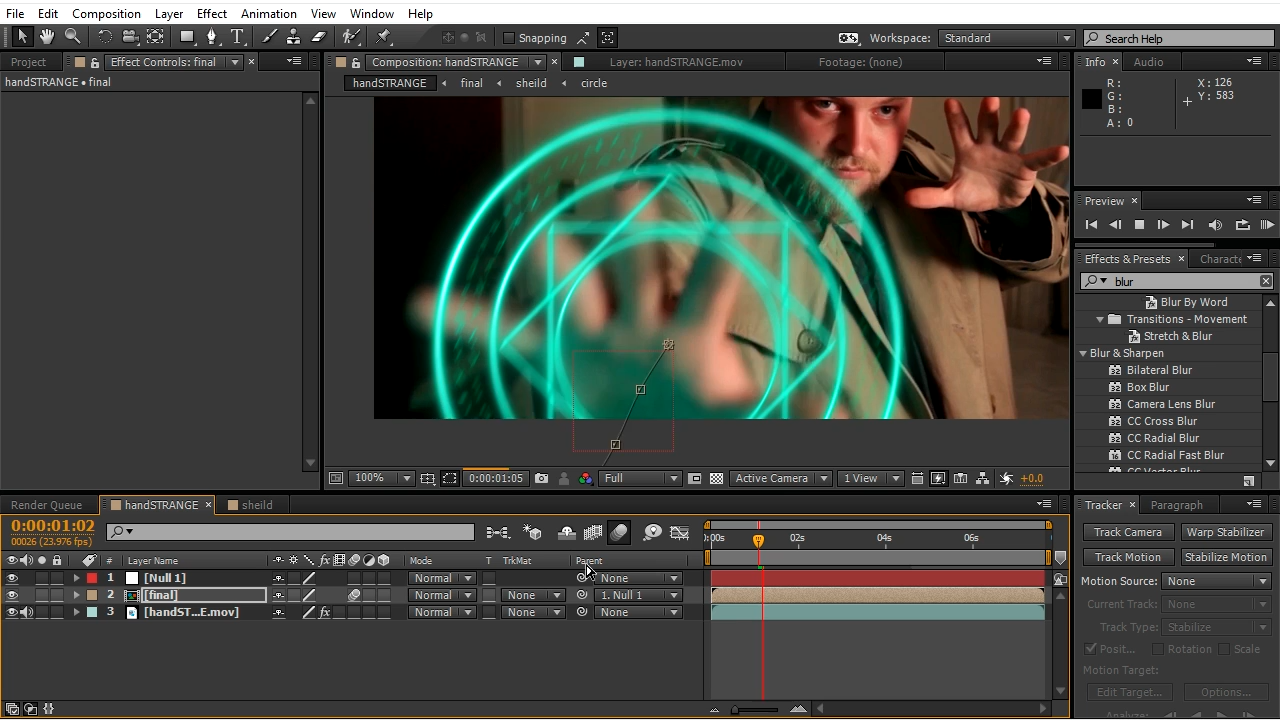 File Edit Composition Layer Effect Animation View Window Help
Snapping
Workspace: Standard
Search Help
Project Effect Controls: final
handSTRANGE • final
Composition: handSTRANGE Layer: handSTRANGE.mov Footage: (none)
handSTRANGE final sheild circle
Info Audio
R :
G :
B :
A : 0
X : 126
Y : 583
Preview
Effects & Presets
blur
Blur By Word
Transitions - Movement
Stretch & Blur
Blur & Sharpen
Bilateral Blur
Box Blur
Camera Lens Blur
CC Cross Blur
CC Radial Blur
CC Radial Fast Blur
100% 0:00:01:05 Full Active Camera 1 View +0.0
Render Queue handSTRANGE sheild
0:00:01:02
00026 (23.976 fps)
# Layer Name Mode T TrkMat Parent
02s 04s 06s
1 [Null 1] Normal None
2 [final] Normal None 1. Null 1
3 [handST...E.mov] Normal None None
Tracker Paragraph
Track Camera Warp Stabilizer
Track Motion Stabilize Motion
Motion Source: None
Current Track: None
Track Type: Stabilize
Posit... Rotation Scale
Motion Target:
Edit Target... Options...
Analyze: